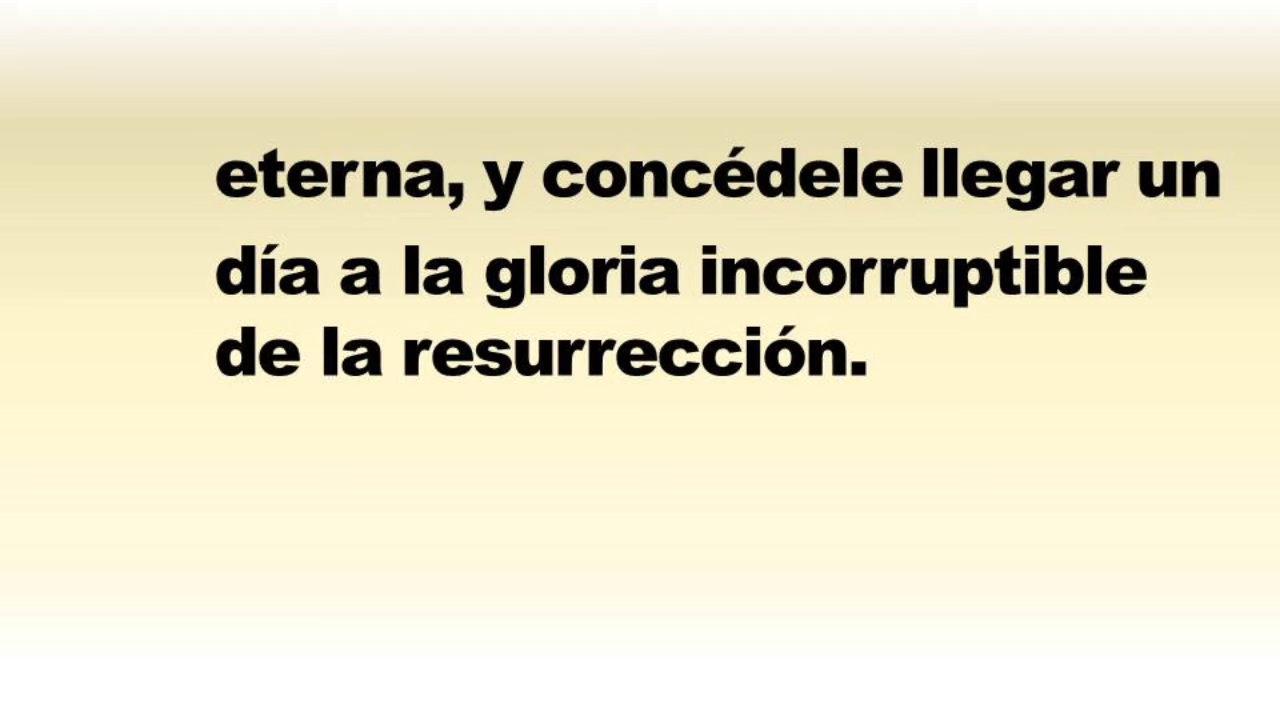 eterna, y concédele llegar un
día a la gloria incorruptible
de la resurrección.